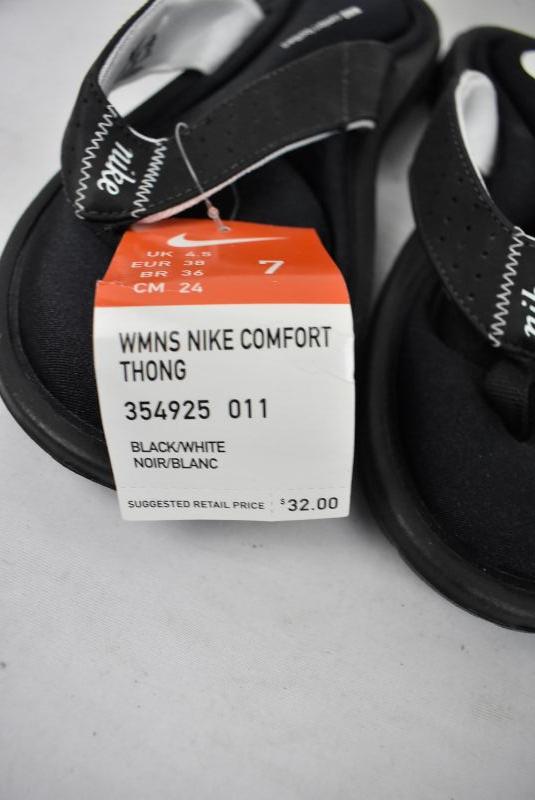 nike
UK 4.5
EUR 38
BR 36
CM 24
7
WMNS NIKE COMFORT
THONG
354925 011
BLACK/WHITE
NOIR/BLANC
SUGGESTED RETAIL PRICE $32.00